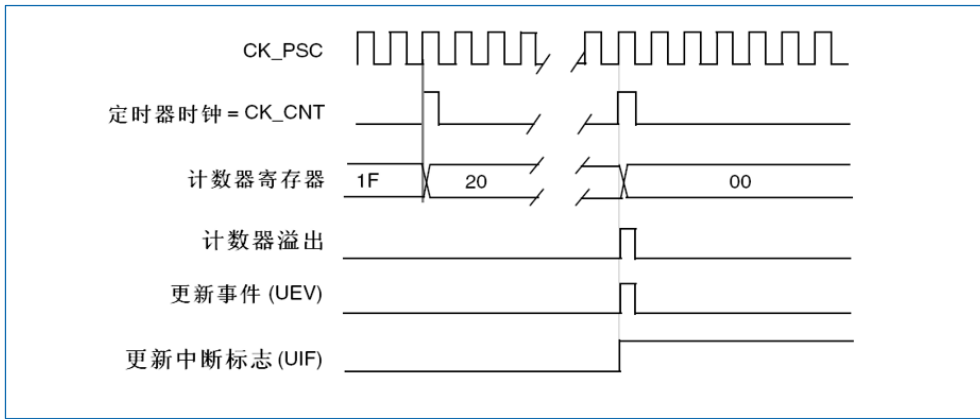 CK_PSC
定时器时钟 = CK_CNT
计数器寄存器 1F 20 00
计数器溢出
更新事件 (UEV)
更新中断标志 (UIF)